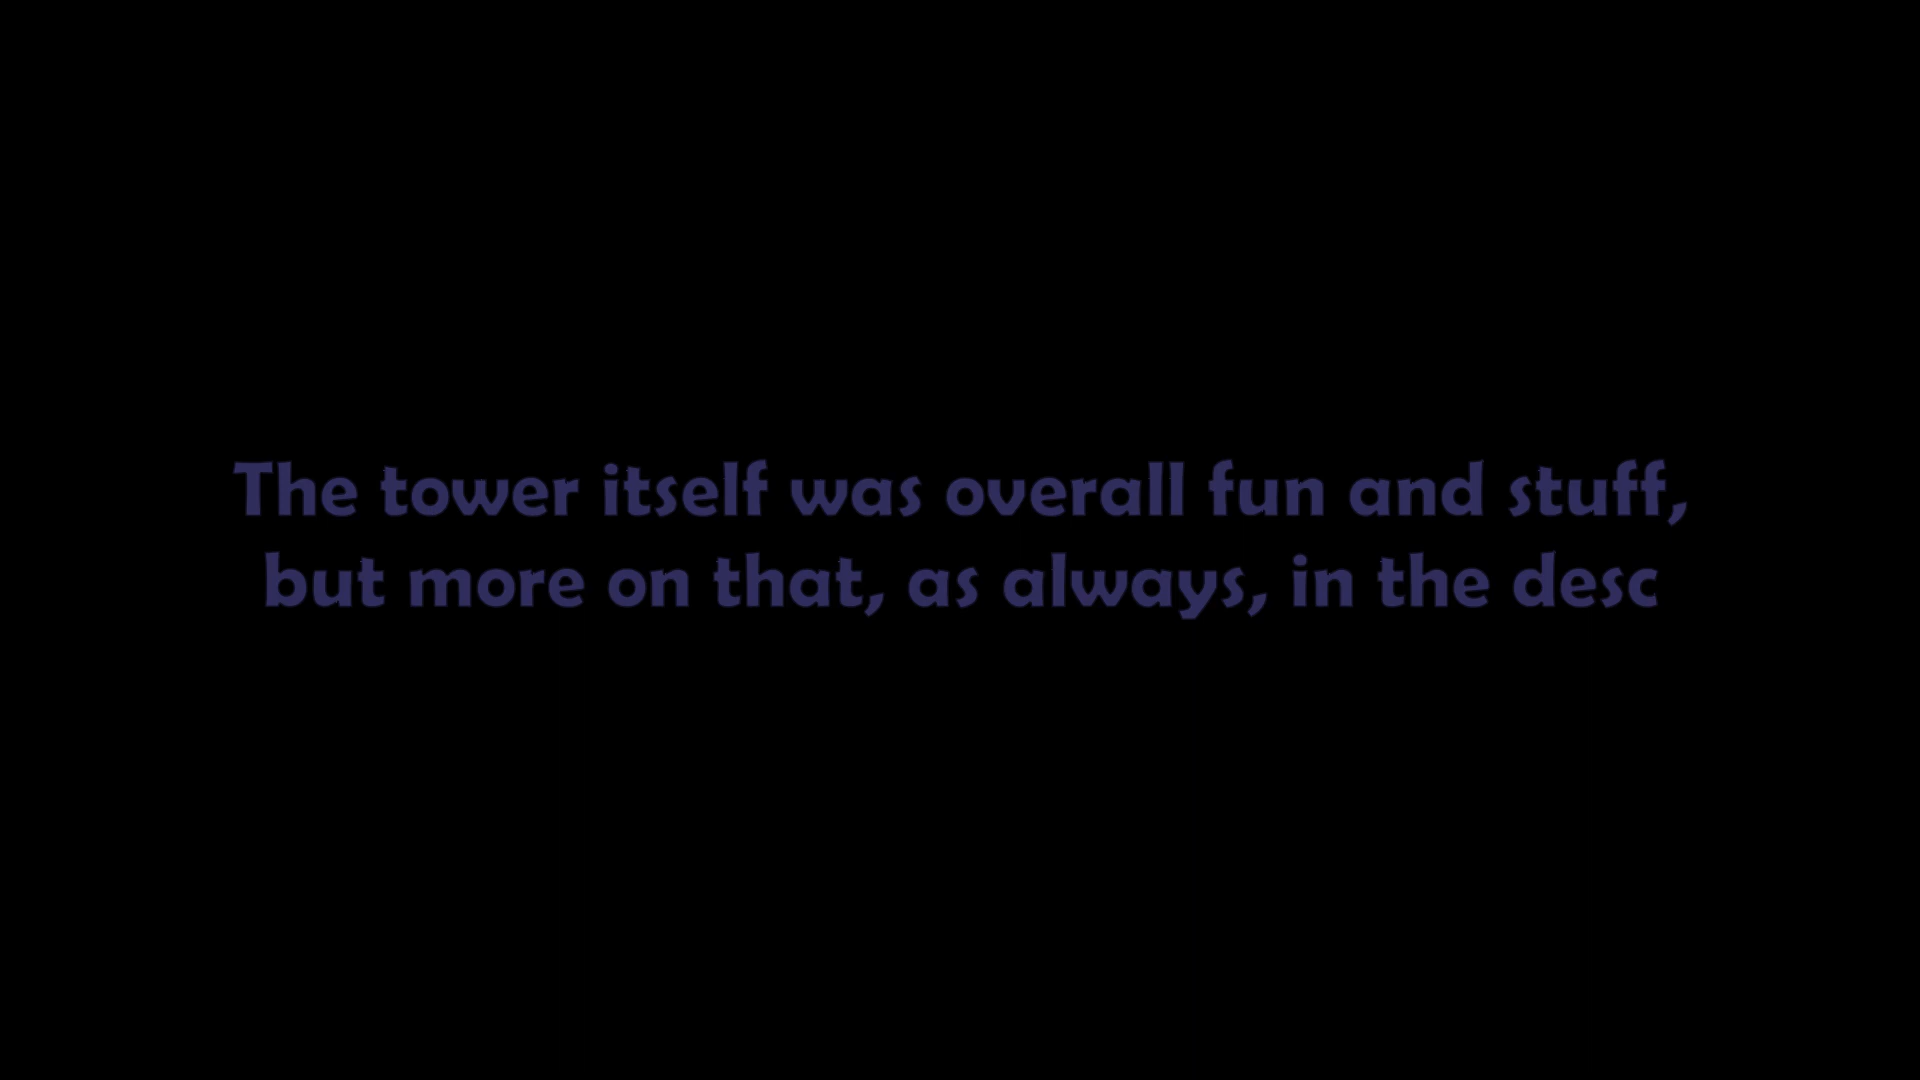 The tower itself was overall fun and stuff,
but more on that, as always, in the desc